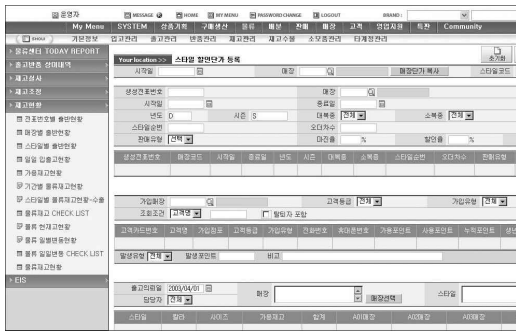 운영자 MESSAGE HOME MY MENU PASSWORD CHANGE LOGOUT BRAND :
My Menu SYSTEM 상품기획 구매생산 물류 배분 판매 매장 고객 영업지원 특판 Community
기본정보 입고관리 출고관리 반품관리 재고관리 재고수불 소모품관리 타계정관리
물류센터 TODAY REPORT
출고반품 상대내역
재고실사
재고조정
재고현황
전표번호별 출반현황
매장별 출반현황
스타일별 출반현황
일일 입출고현황
가용재고현황
기간별 물류재고현황
스타일별 물류재고현황-수불
물류재고 CHECK LIST
물류 현재고현황
물류 일별변동현황
물류 일일변동 CHECK LIST
물류재고현황
EIS
Your location >> 스타일 할인단가 등록
초기화
시작일 매장 매장단가 복사 스타일코드
생성전표번호 매장
시작일 종료일
년도 D 시즌 S 대복종 전체 소복종 전체
스타일순번 오더차수
판매유형 선택 마진률 % 할인률 %
생성전표번호 매장코드 시작일 종료일 년도 시즌 대복종 소복종 스타일순번 오더차수 판매유형
가입매장 고객등급 전체 가입유형 전체
조회조건 고객명 탈퇴자 포함
고객카드번호 고객명 가입점포 고객등급 가입유형 전화번호 휴대폰번호 가용포인트 사용포인트 누적포인트
발생유형 전체 발생포인트 비고
출고의뢰일 2003/04/01 매장 매장선택 스타일
담당자 전체
스타일 칼라 사이즈 가용재고 합계 A01매장 A02매장 A03매장